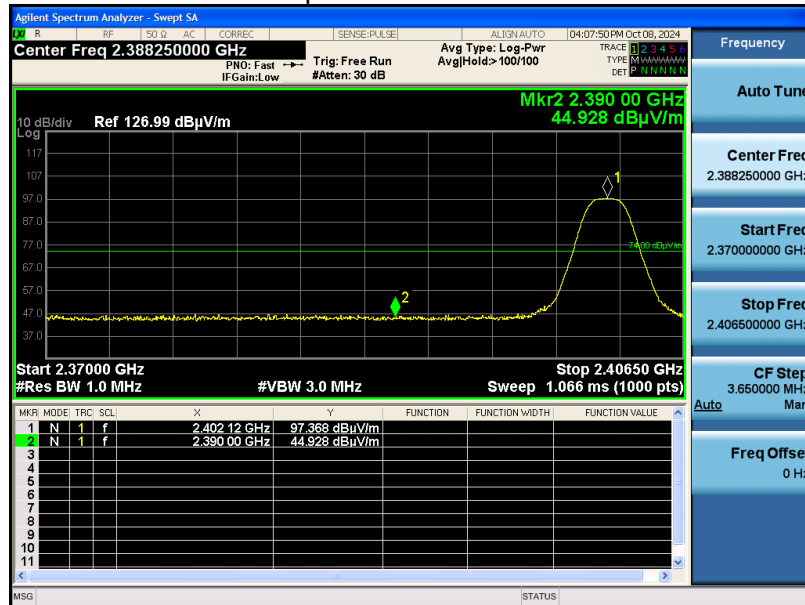 Agilent Spectrum Analyzer - Swept SA
LXI R RF 50 Ω AC CORREC SENSE:PULSE ALIGN AUTO 04:07:50 PM Oct 08, 2024
Center Freq 2.388250000 GHz
PNO: Fast
IFGain:Low
Trig: Free Run
#Atten: 30 dB
Avg Type: Log-Pwr
Avg|Hold:>100/100
TRACE 1 2 3 4 5 6
TYPE M WWWWW
DET P N N N N N
Mkr2 2.390 00 GHz
44.928 dBµV/m
10 dB/div Ref 126.99 dBµV/m
Log
117
107
97.0
87.0
77.0
67.0
57.0
47.0
37.0
1
74.00 dBµV/m
2
Start 2.37000 GHz Stop 2.40650 GHz
#Res BW 1.0 MHz #VBW 3.0 MHz Sweep 1.066 ms (1000 pts)
MKR MODE TRC SCL X Y FUNCTION FUNCTION WIDTH FUNCTION VALUE
1 N 1 f 2.402 12 GHz 97.368 dBµV/m
2 N 1 f 2.390 00 GHz 44.928 dBµV/m
3
4
5
6
7
8
9
10
11
MSG STATUS
Frequency
Auto Tune
Center Freq
2.388250000 GHz
Start Freq
2.370000000 GHz
Stop Freq
2.406500000 GHz
CF Step
3.650000 MHz
Auto Man
Freq Offset
0 Hz